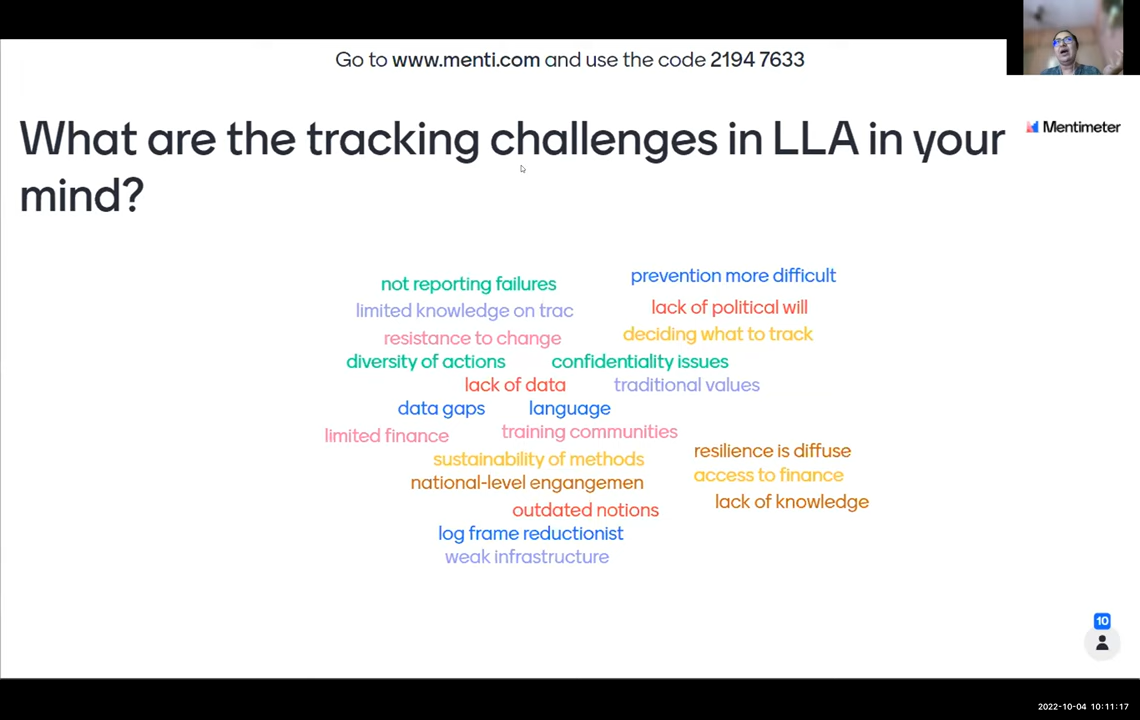 Go to www.menti.com and use the code 2194 7633
What are the tracking challenges in LLA in your
mind?
Mentimeter
not reporting failures
prevention more difficult
limited knowledge on trac
lack of political will
resistance to change
deciding what to track
diversity of actions
confidentiality issues
lack of data
traditional values
data gaps
language
limited finance
training communities
sustainability of methods
resilience is diffuse
national-level engangemen
access to finance
outdated notions
lack of knowledge
log frame reductionist
weak infrastructure
10
2022-10-04 10:11:17